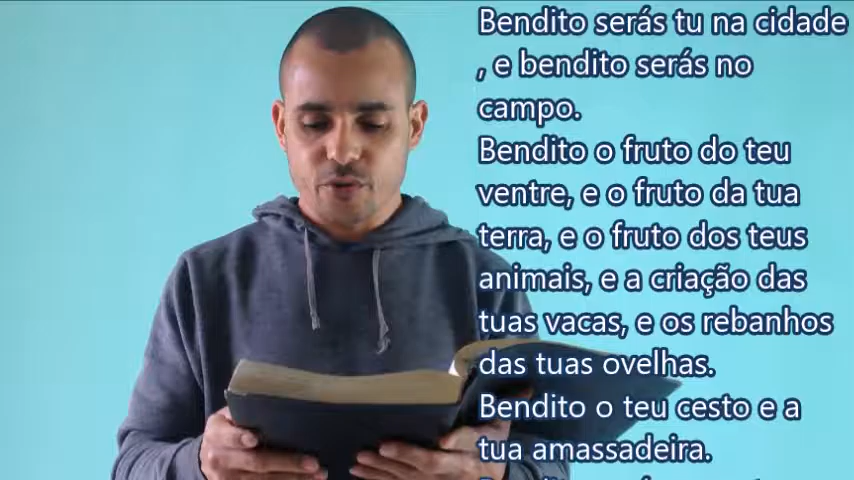 Bendito serás tu na cidade
, e bendito serás no
campo.
Bendito o fruto do teu
ventre, e o fruto da tua
terra, e o fruto dos teus
animais, e a criação das
tuas vacas, e os rebanhos
das tuas ovelhas.
Bendito o teu cesto e a
tua amassadeira.